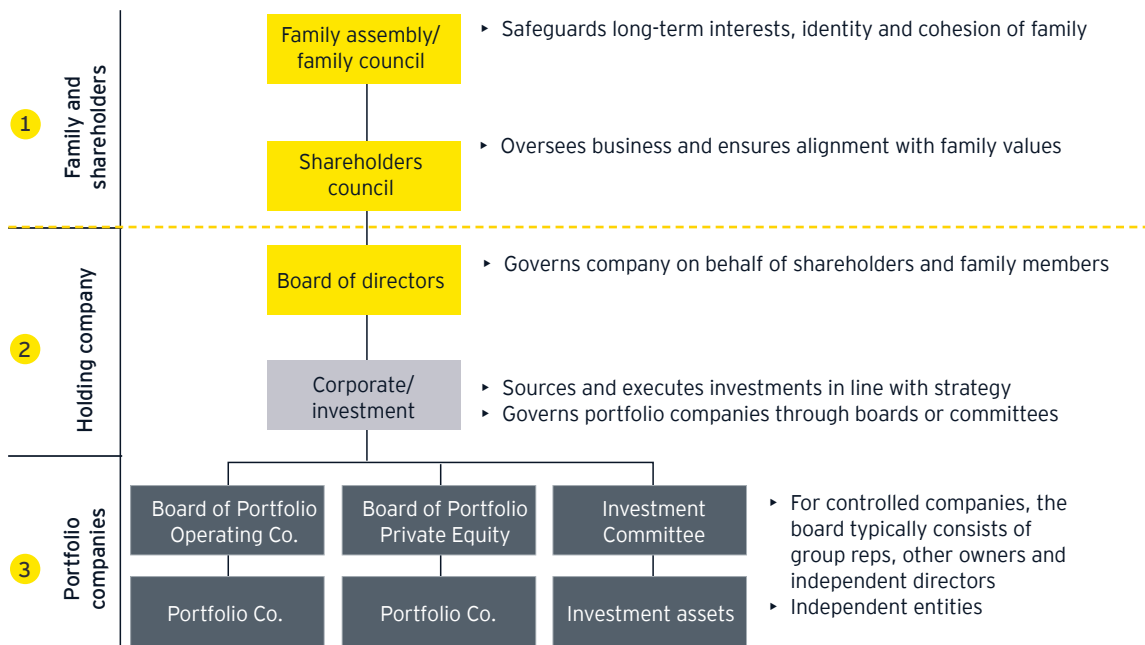 1
Family and
shareholders
Family assembly/
family council
▸ Safeguards long-term interests, identity and cohesion of family
Shareholders
council
▸ Oversees business and ensures alignment with family values
2
Holding company
Board of directors
▸ Governs company on behalf of shareholders and family members
Corporate/
investment
▸ Sources and executes investments in line with strategy
▸ Governs portfolio companies through boards or committees
3
Portfolio
companies
Board of Portfolio
Operating Co.
Board of Portfolio
Private Equity
Investment
Committee
Portfolio Co.
Portfolio Co.
Investment assets
▸ For controlled companies, the
board typically consists of
group reps, other owners and
independent directors
▸ Independent entities